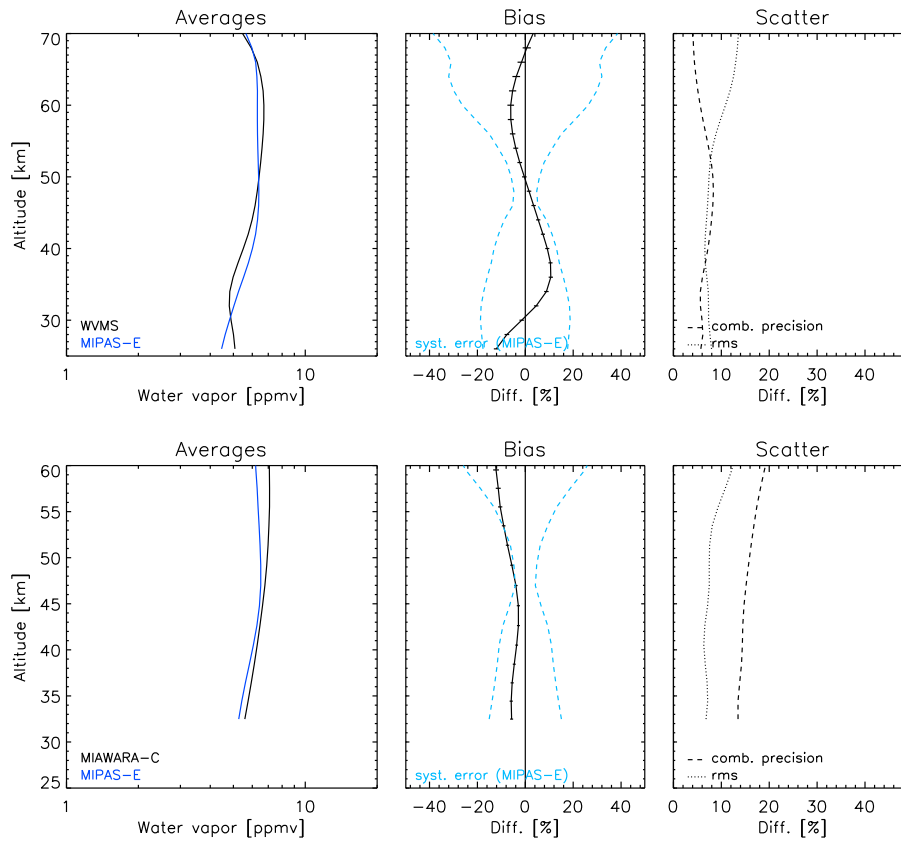 Averages
Bias
Scatter
70
60
50
40
30
Altitude [km]
WVMS
MIPAS-E
syst. error (MIPAS-E)
comb. precision
rms
1
10
-40
-20
0
20
40
0
10
20
30
40
Water vapor [ppmv]
Diff. [%]
Diff. [%]
Averages
Bias
Scatter
60
55
50
45
40
35
30
25
Altitude [km]
MIAWARA-C
MIPAS-E
syst. error (MIPAS-E)
comb. precision
rms
1
10
-40
-20
0
20
40
0
10
20
30
40
Water vapor [ppmv]
Diff. [%]
Diff. [%]